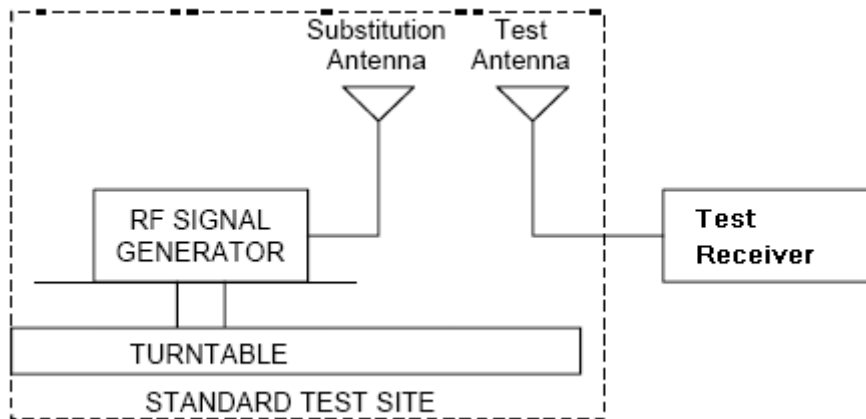 Substitution
Antenna
Test
Antenna
RF SIGNAL
GENERATOR
Test
Receiver
TURNTABLE
STANDARD TEST SITE